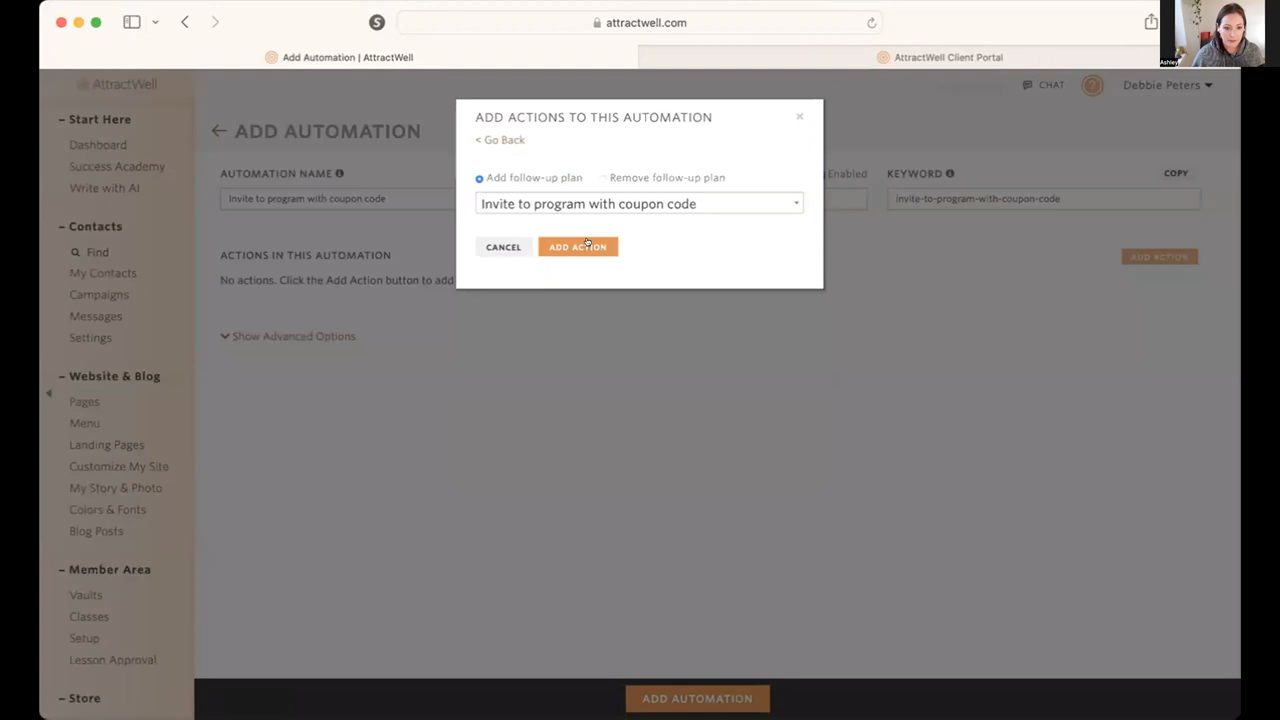 attractwell.com
Add Automation | AttractWell
AttractWell Client Portal
Ashley
AttractWell
CHAT
?
Debbie Peters
– Start Here
Dashboard
Success Academy
Write with AI
– Contacts
Find
My Contacts
Campaigns
Messages
Settings
– Website & Blog
Pages
Menu
Landing Pages
Customize My Site
My Story & Photo
Colors & Fonts
Blog Posts
– Member Area
Vaults
Classes
Setup
Lesson Approval
– Store
ADD AUTOMATION
AUTOMATION NAME
Invite to program with coupon code
Enabled
KEYWORD
COPY
invite-to-program-with-coupon-code
ACTIONS IN THIS AUTOMATION
ADD ACTION
No actions. Click the Add Action button to add
Show Advanced Options
ADD ACTIONS TO THIS AUTOMATION
×
< Go Back
Add follow-up plan Remove follow-up plan
Invite to program with coupon code
CANCEL
ADD ACTION
ADD AUTOMATION